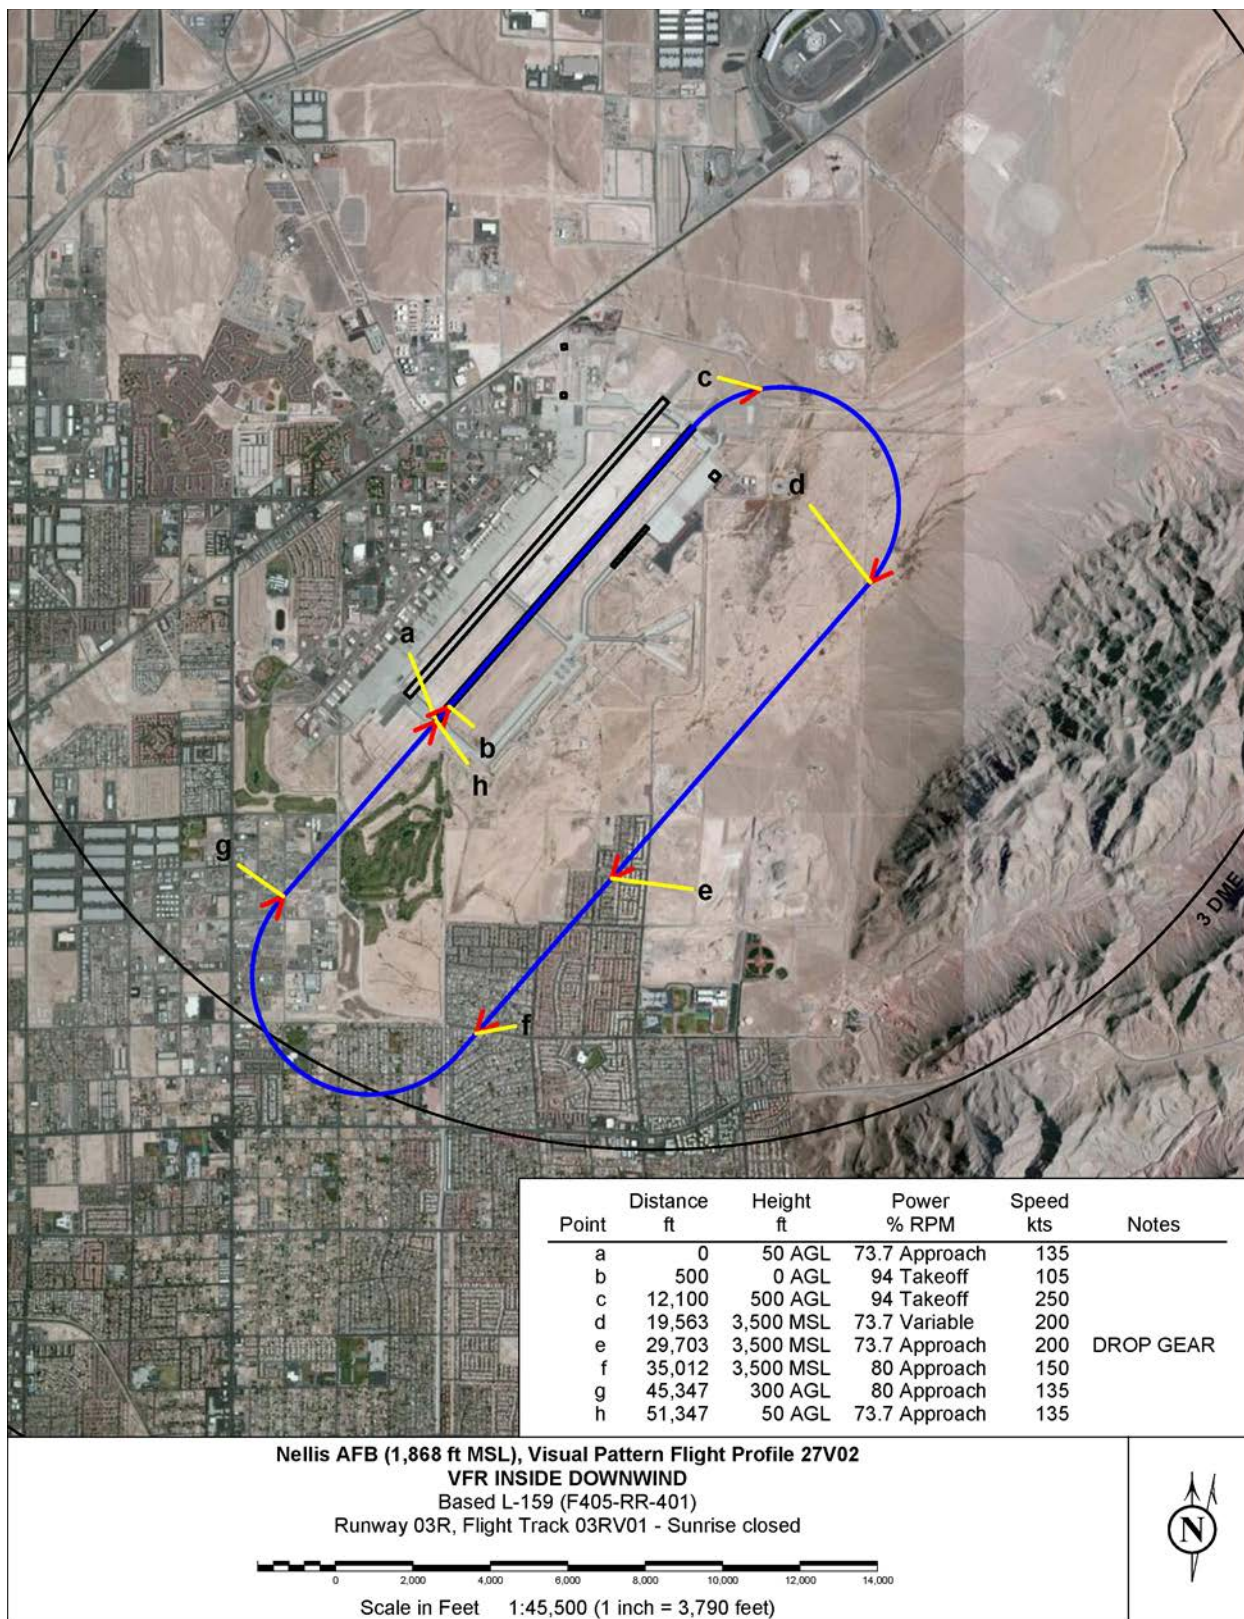 c
d
a
b
h
g
e
f
3 DME
Distance Height Power Speed
Point ft ft % RPM kts Notes
a 0 50 AGL 73.7 Approach 135
b 500 0 AGL 94 Takeoff 105
c 12,100 500 AGL 94 Takeoff 250
d 19,563 3,500 MSL 73.7 Variable 200
e 29,703 3,500 MSL 73.7 Approach 200 DROP GEAR
f 35,012 3,500 MSL 80 Approach 150
g 45,347 300 AGL 80 Approach 135
h 51,347 50 AGL 73.7 Approach 135
Nellis AFB (1,868 ft MSL), Visual Pattern Flight Profile 27V02
VFR INSIDE DOWNWIND
Based L-159 (F405-RR-401)
Runway 03R, Flight Track 03RV01 - Sunrise closed
0 2,000 4,000 6,000 8,000 10,000 12,000 14,000
Scale in Feet 1:45,500 (1 inch = 3,790 feet)
N